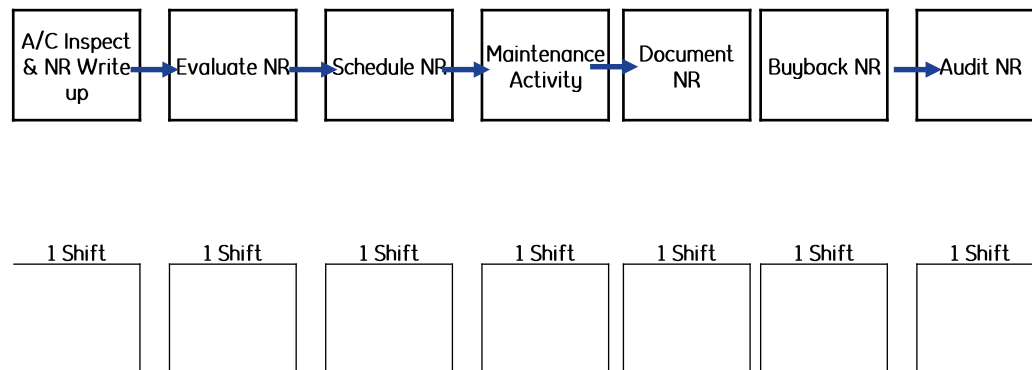 A/C Inspect
& NR Write
up
Evaluate NR
Schedule NR
Maintenance
Activity
Document
NR
Buyback NR
Audit NR
1 Shift
1 Shift
1 Shift
1 Shift
1 Shift
1 Shift
1 Shift